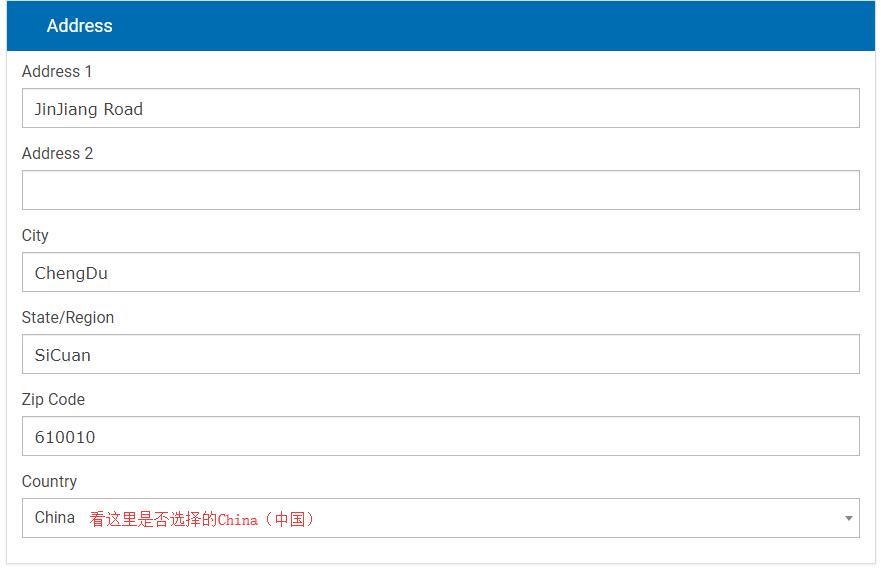 Address
Address 1
JinJiang Road
Address 2
City
ChengDu
State/Region
SiCuan
Zip Code
610010
Country
China 看这里是否选择的China（中国）